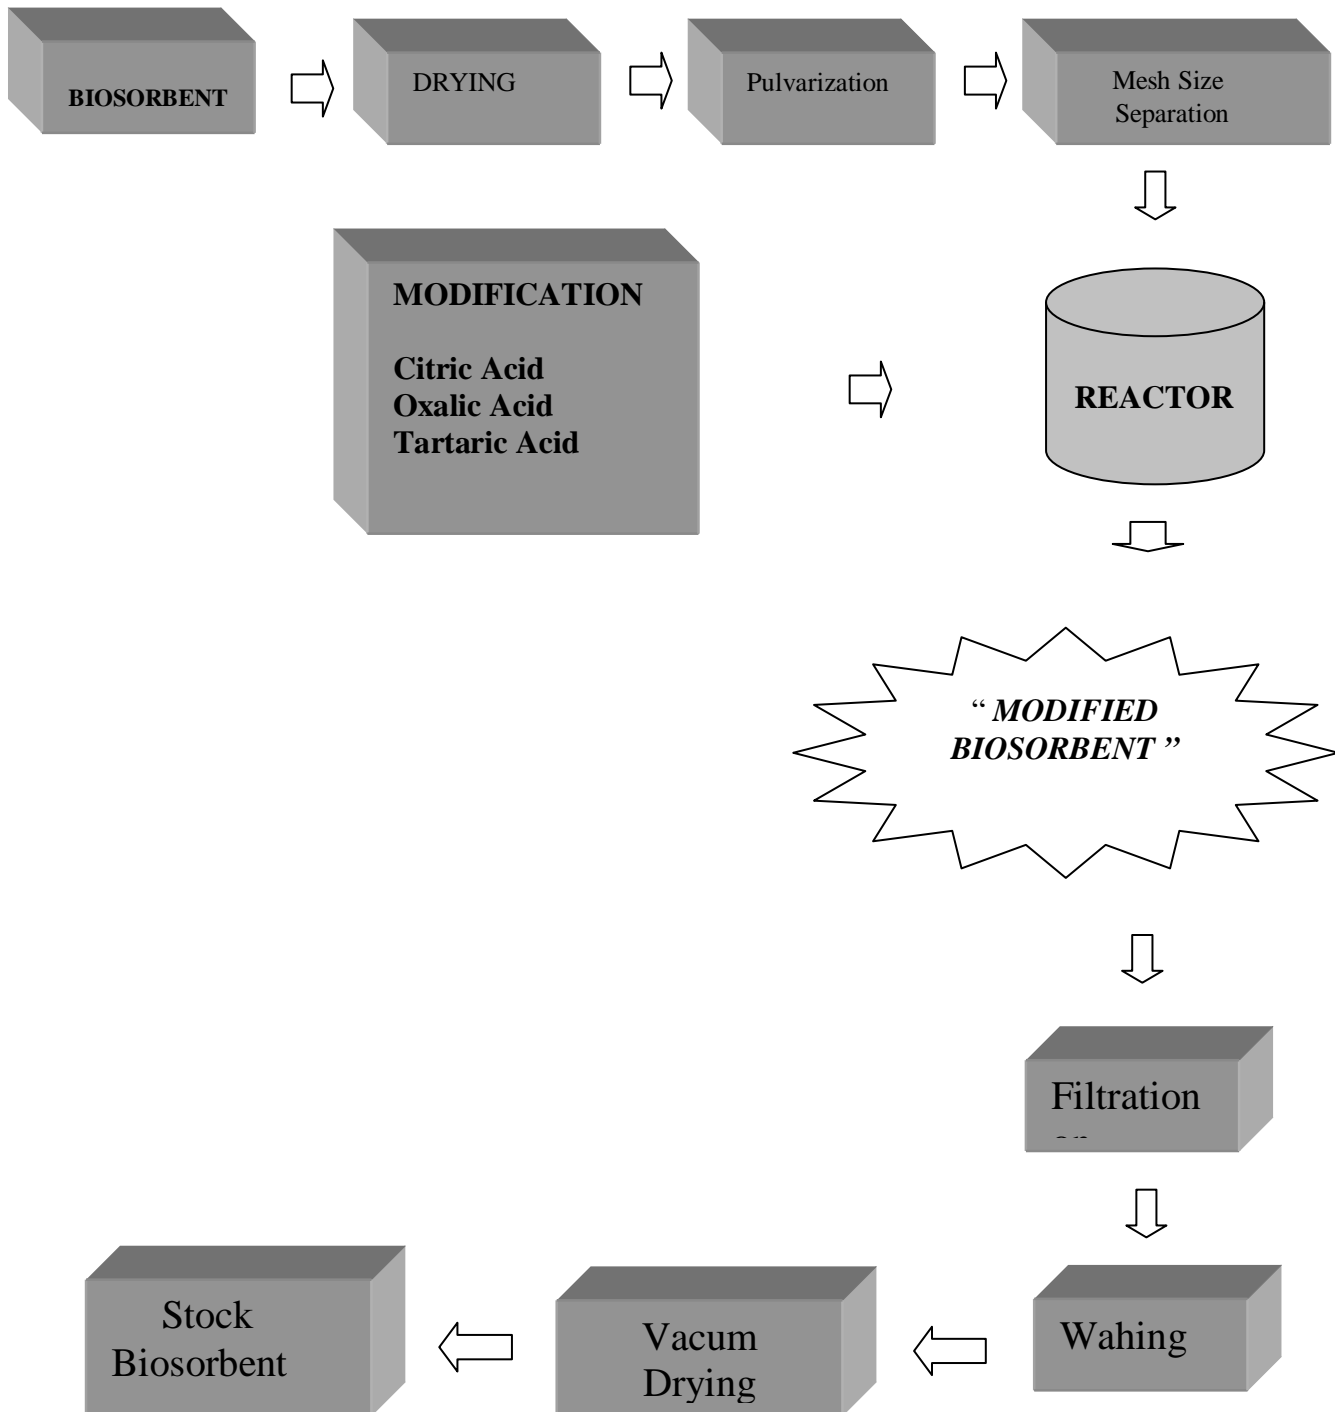 BIOSORBENT
DRYING
Pulvarization
Mesh Size
Separation
MODIFICATION
Citric Acid
Oxalic Acid
Tartaric Acid
REACTOR
“ MODIFIED
BIOSORBENT ”
Filtration
Wahing
Vacum
Drying
Stock
Biosorbent